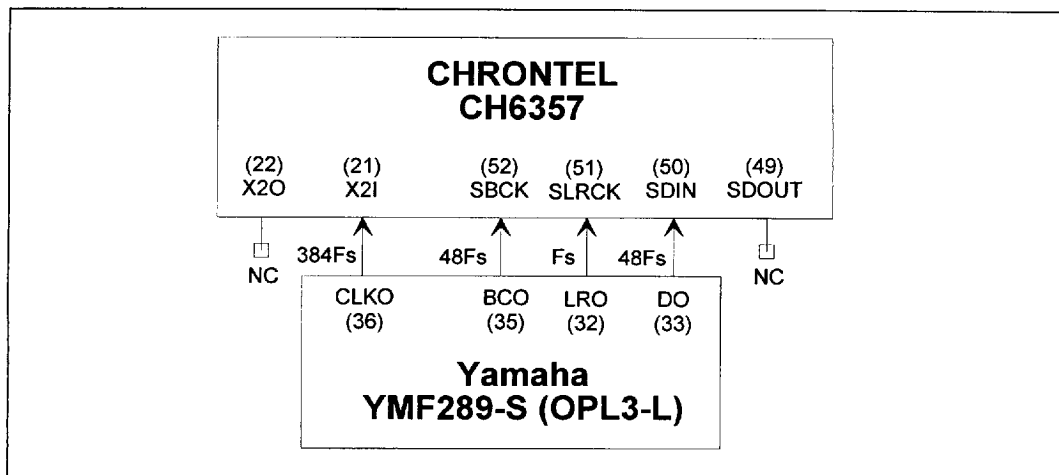 CHRONTEL
CH6357
(22) (21) (52) (51) (50) (49)
X2O X2I SBCK SLRCK SDIN SDOUT
384Fs 48Fs Fs 48Fs
NC NC
CLKO BCO LRO DO
(36) (35) (32) (33)
Yamaha
YMF289-S (OPL3-L)